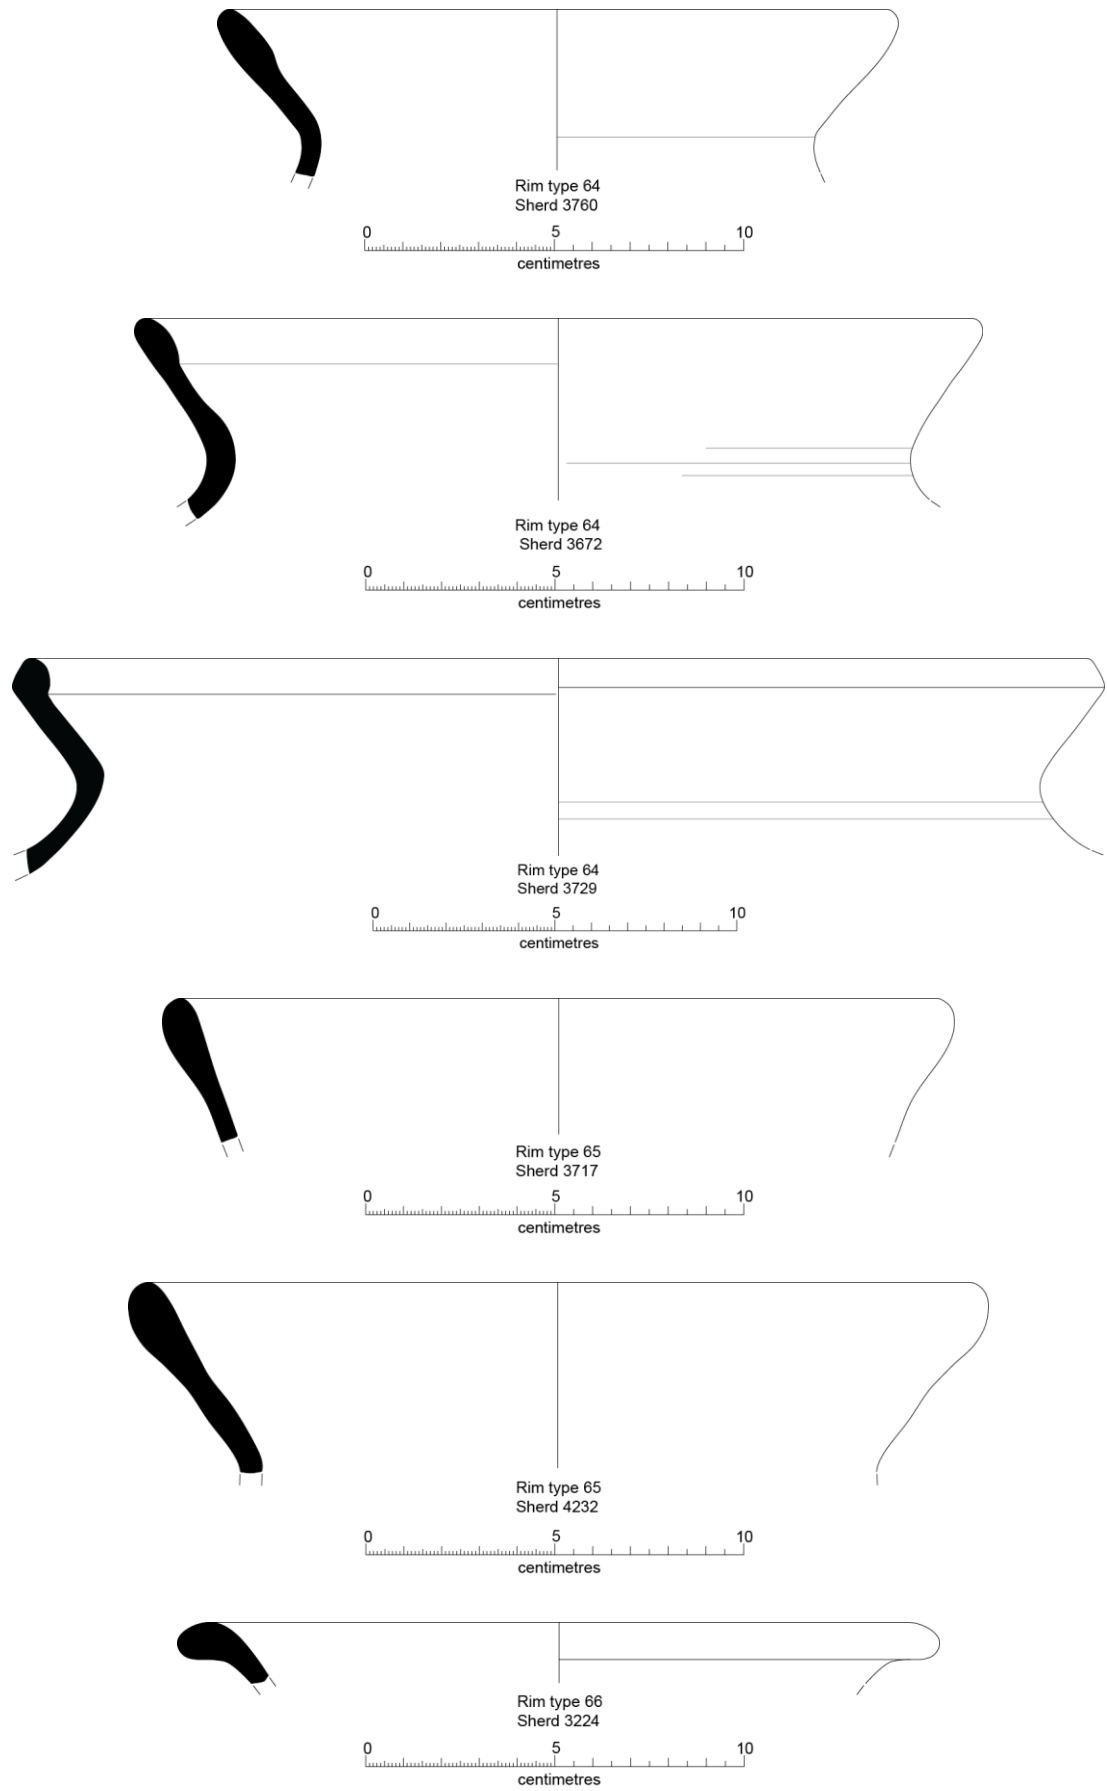 Rim type 64
Sherd 3760
0 5 10
centimetres
Rim type 64
Sherd 3672
0 5 10
centimetres
Rim type 64
Sherd 3729
0 5 10
centimetres
Rim type 65
Sherd 3717
0 5 10
centimetres
Rim type 65
Sherd 4232
0 5 10
centimetres
Rim type 66
Sherd 3224
0 5 10
centimetres